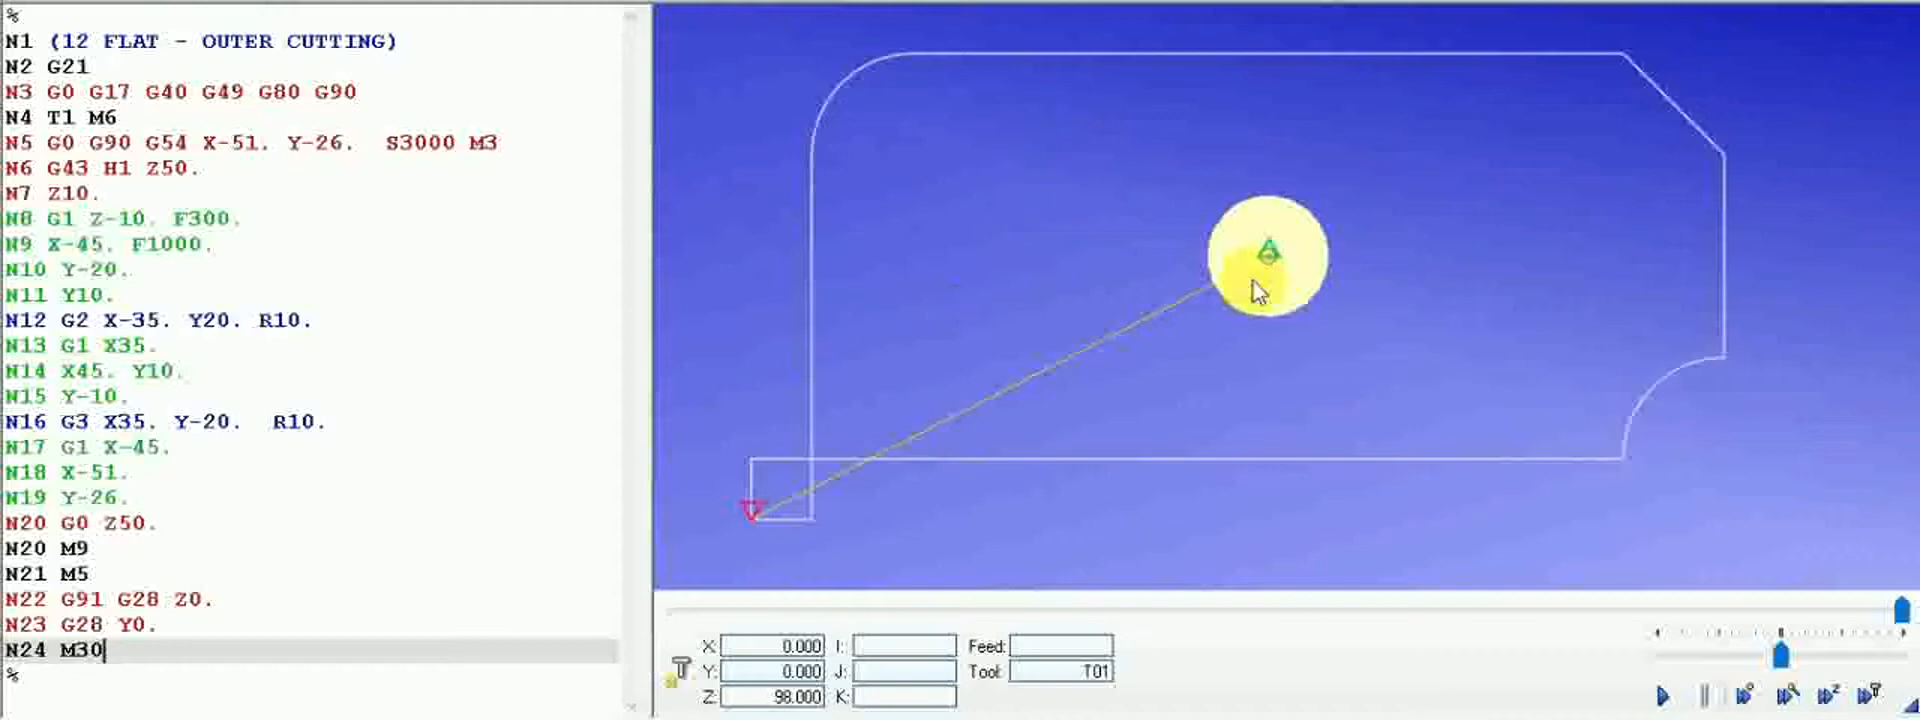 %
N1 (12 FLAT - OUTER CUTTING)
N2 G21
N3 G0 G17 G40 G49 G80 G90
N4 T1 M6
N5 G0 G90 G54 X-51. Y-26. S3000 M3
N6 G43 H1 Z50.
N7 Z10.
N8 G1 Z-10. F300.
N9 X-45. F1000.
N10 Y-20.
N11 Y10.
N12 G2 X-35. Y20. R10.
N13 G1 X35.
N14 X45. Y10.
N15 Y-10.
N16 G3 X35. Y-20. R10.
N17 G1 X-45.
N18 X-51.
N19 Y-26.
N20 G0 Z50.
N20 M9
N21 M5
N22 G91 G28 Z0.
N23 G28 Y0.
N24 M30
%
X: 0.000 I: Feed:
Y: 0.000 J: Tool: T01
Z: 98.000 K: